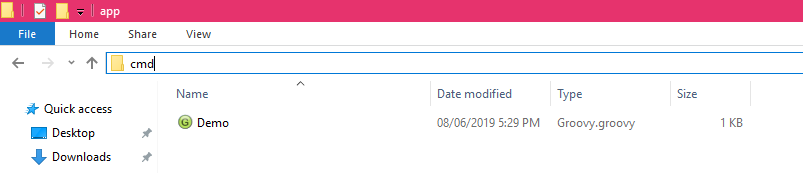 app
File Home Share View
cmd
Name Date modified Type Size
Quick access
Demo 08/06/2019 5:29 PM Groovy.groovy 1 KB
Desktop
Downloads